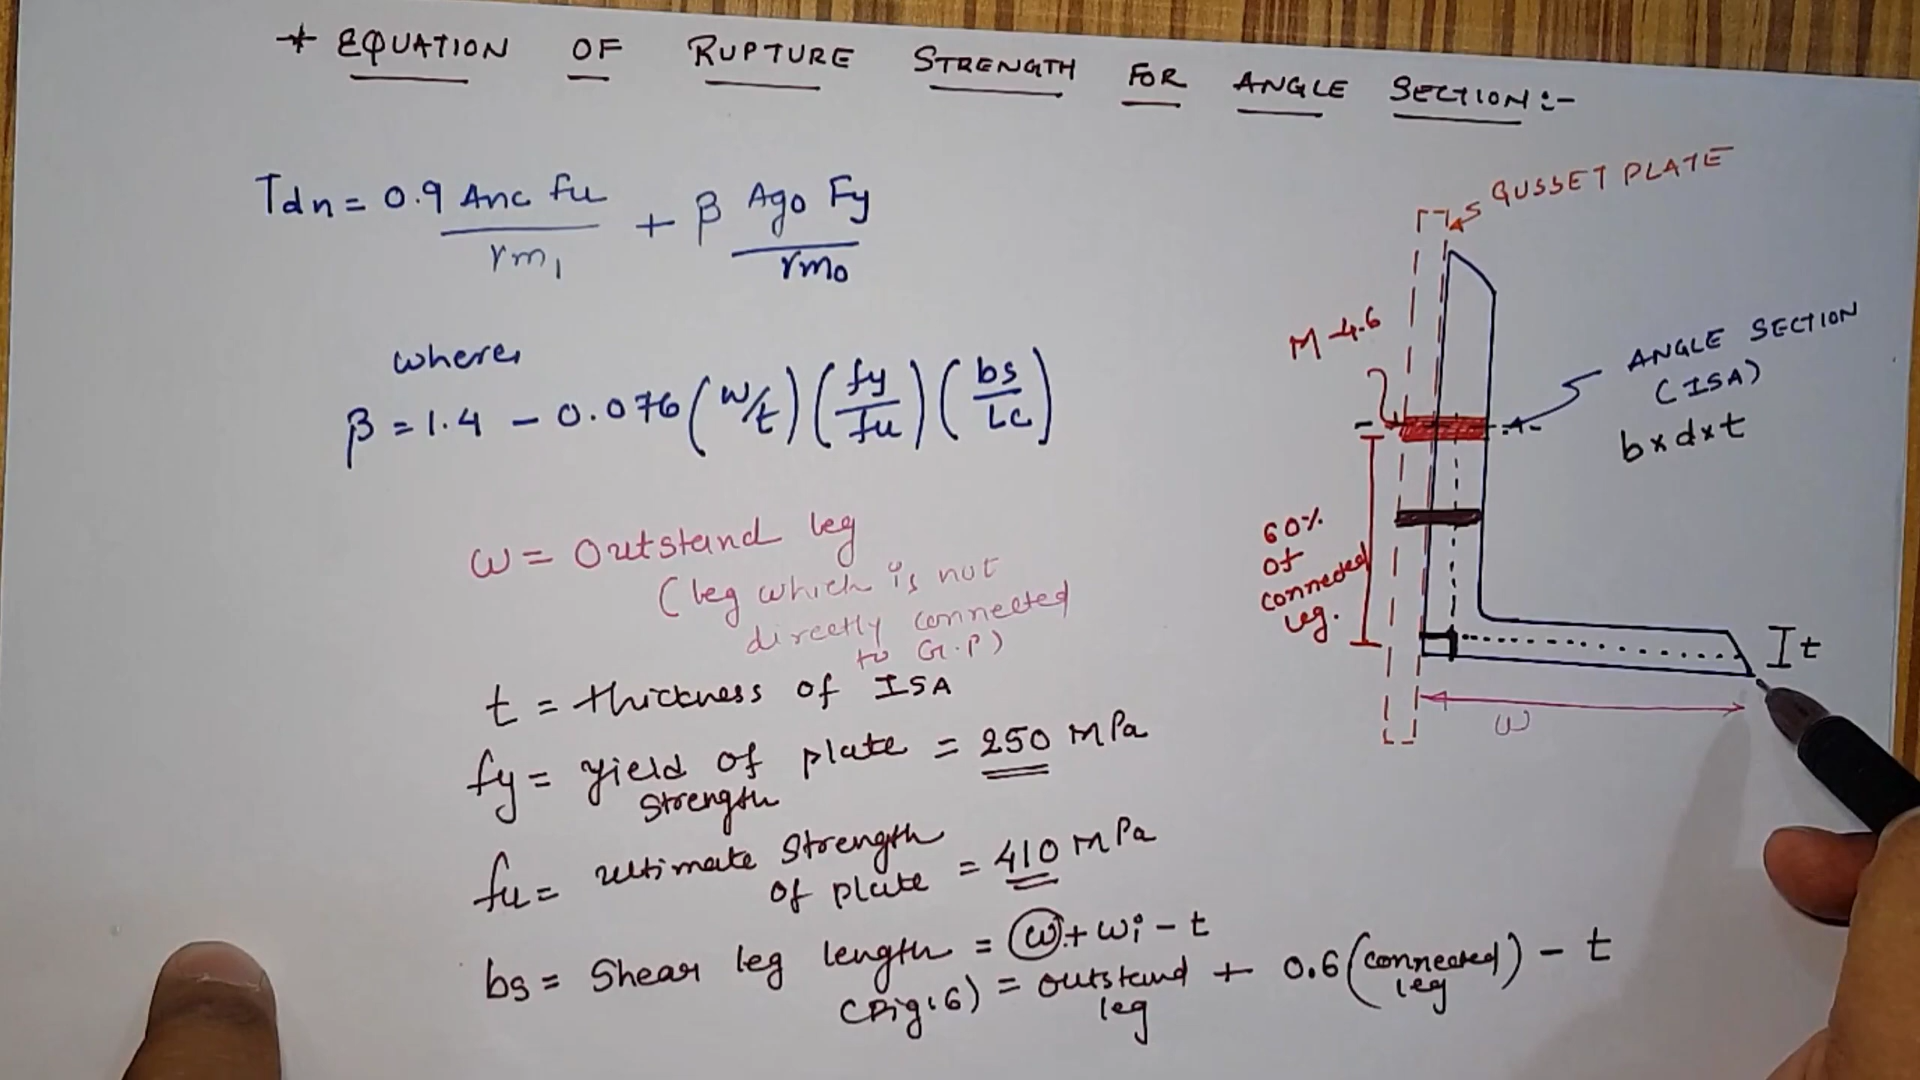 * EQUATION OF RUPTURE STRENGTH FOR ANGLE SECTION :-
Tdn = 0.9 Anc fu / γm1 + β Ago Fy / γm0
where,
β = 1.4 - 0.076 (w/t) (fy/fu) (bs/Lc)
w = Outstand leg
(leg which is not
directly connected
to G.P)
t = thickness of ISA
fy = yield strength of plate = 250 MPa
fu = ultimate strength
of plate = 410 MPa
bs = Shear leg length = w + wi - t
(Fig. 6) = outstand leg + 0.6 (connected leg) - t
GUSSET PLATE
M-4.6
ANGLE SECTION
(ISA)
b x d x t
60%
of
connected
leg.
t
w